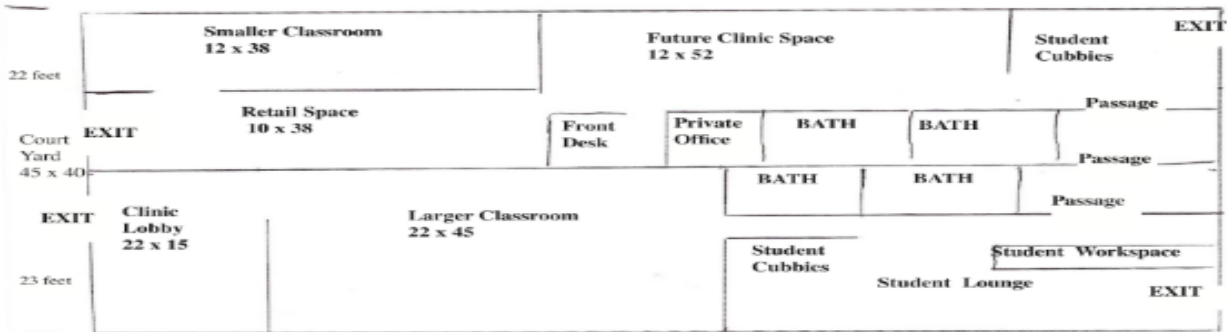 Smaller Classroom
12 x 38
Future Clinic Space
12 x 52
Student
Cubbies
EXIT
22 feet
Retail Space
10 x 38
EXIT
Court
Yard
45 x 40
Front
Desk
Private
Office
BATH
BATH
Passage
Passage
BATH
BATH
Passage
EXIT
Clinic
Lobby
22 x 15
Larger Classroom
22 x 45
Student
Cubbies
Student Workspace
Student Lounge
EXIT
23 feet